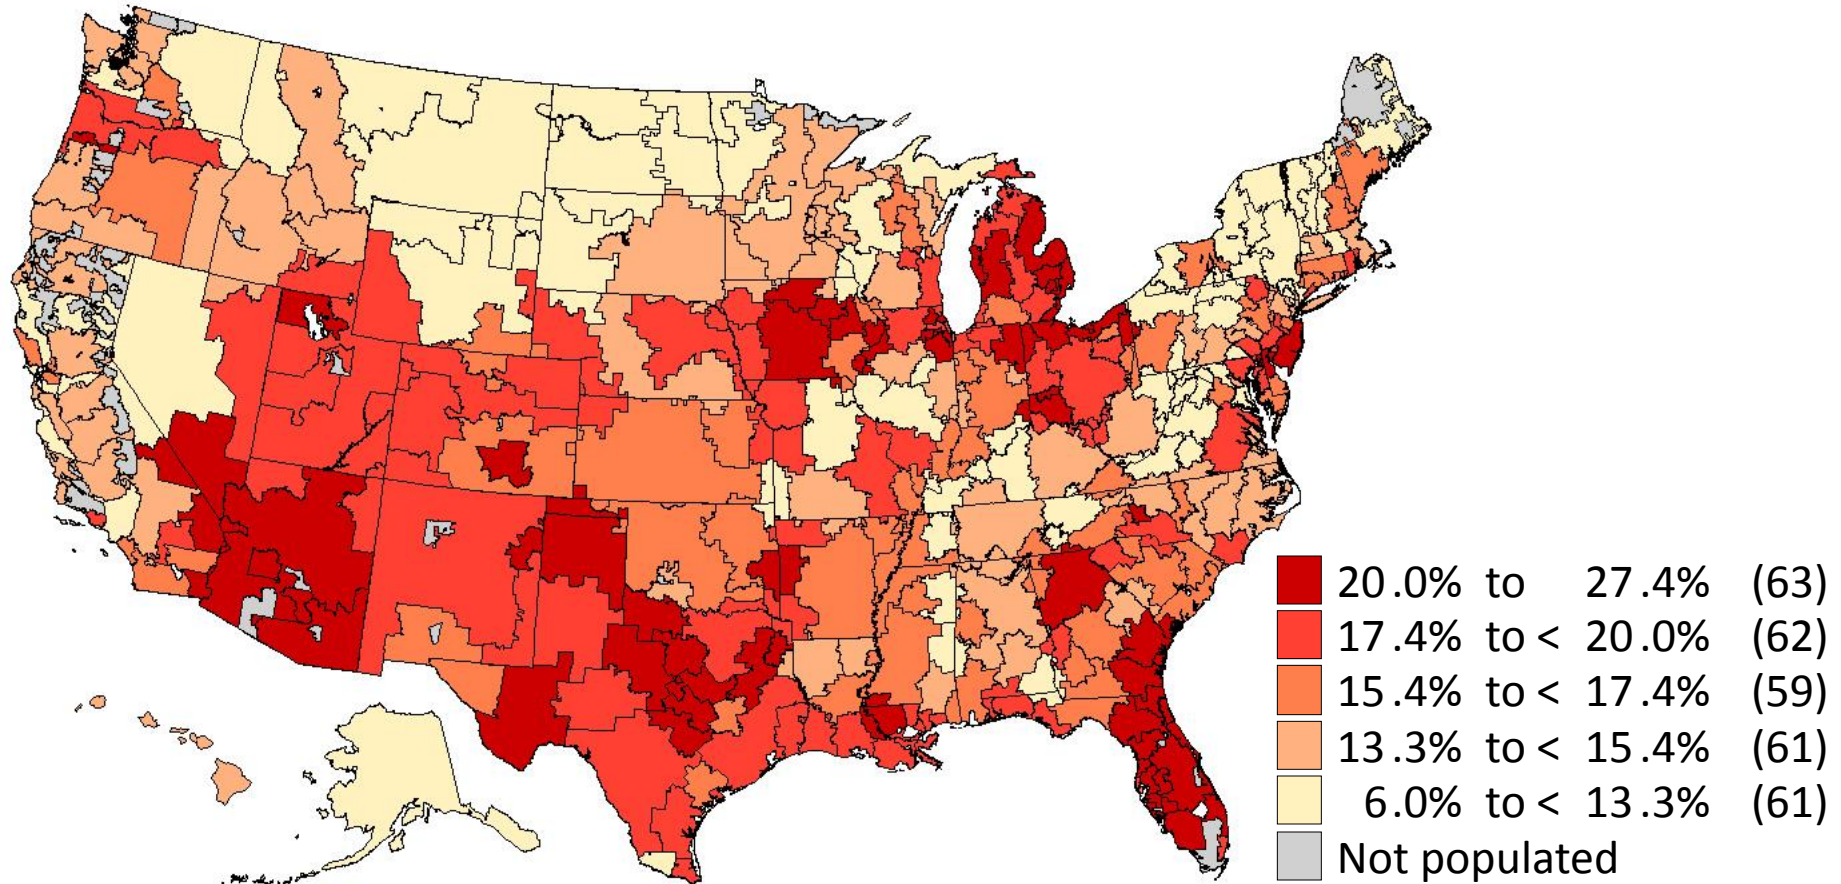 20.0% to 27.4% (63)
17.4% to < 20.0% (62)
15.4% to < 17.4% (59)
13.3% to < 15.4% (61)
6.0% to < 13.3% (61)
Not populated